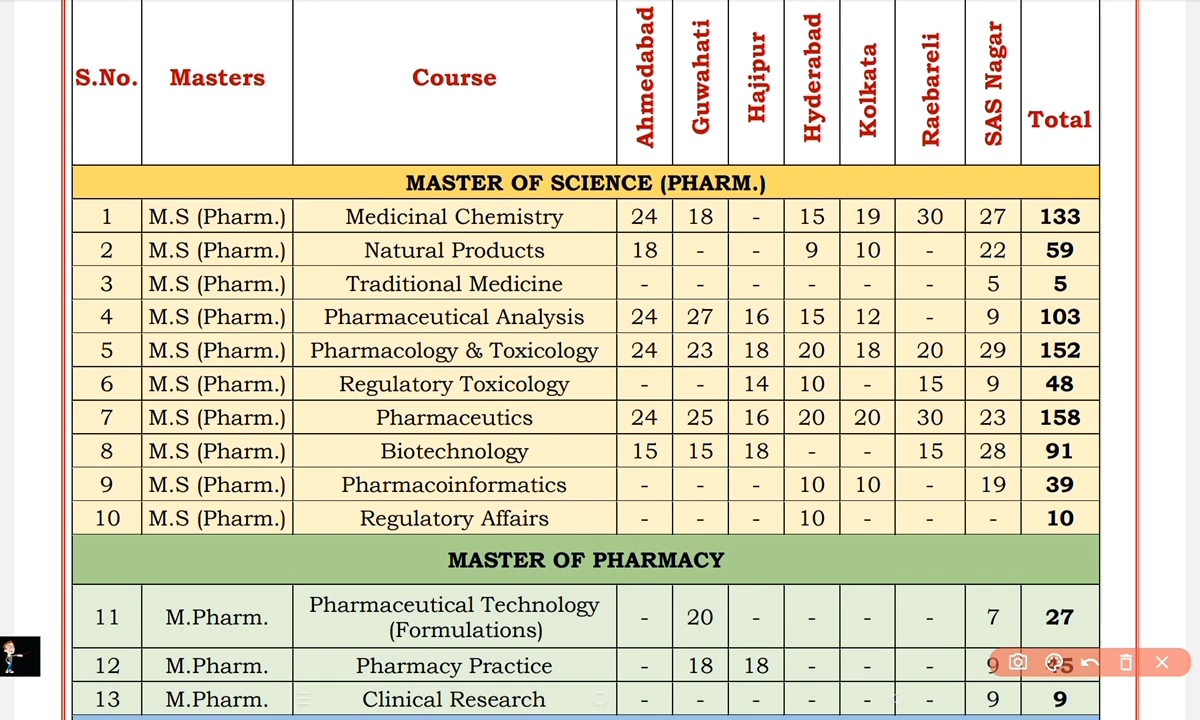 S.No. Masters Course Ahmedabad Guwahati Hajipur Hyderabad Kolkata Raebareli SAS Nagar Total
MASTER OF SCIENCE (PHARM.)
1 M.S (Pharm.) Medicinal Chemistry 24 18 - 15 19 30 27 133
2 M.S (Pharm.) Natural Products 18 - - 9 10 - 22 59
3 M.S (Pharm.) Traditional Medicine - - - - - - 5 5
4 M.S (Pharm.) Pharmaceutical Analysis 24 27 16 15 12 - 9 103
5 M.S (Pharm.) Pharmacology & Toxicology 24 23 18 20 18 20 29 152
6 M.S (Pharm.) Regulatory Toxicology - - 14 10 - 15 9 48
7 M.S (Pharm.) Pharmaceutics 24 25 16 20 20 30 23 158
8 M.S (Pharm.) Biotechnology 15 15 18 - - 15 28 91
9 M.S (Pharm.) Pharmacoinformatics - - - 10 10 - 19 39
10 M.S (Pharm.) Regulatory Affairs - - - 10 - - - 10
MASTER OF PHARMACY
11 M.Pharm. Pharmaceutical Technology
(Formulations) - 20 - - - - 7 27
12 M.Pharm. Pharmacy Practice - 18 18 - - - 9 45
13 M.Pharm. Clinical Research - - - - - - 9 9